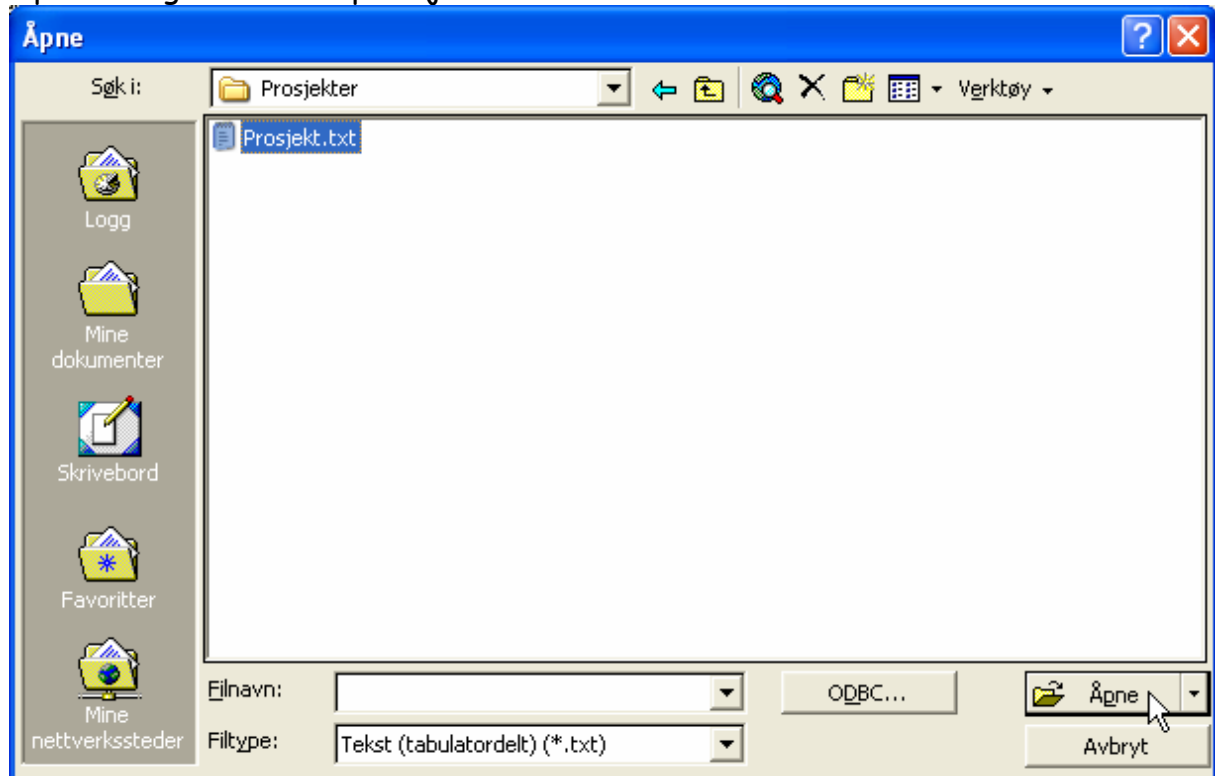 Åpne
Søk i:
Prosjekter
Verktøy
Prosjekt.txt
Logg
Mine
dokumenter
Skrivebord
Favoritter
Mine
nettverkssteder
Filnavn:
ODBC...
Åpne
Filtype:
Tekst (tabulatordelt) (*.txt)
Avbryt